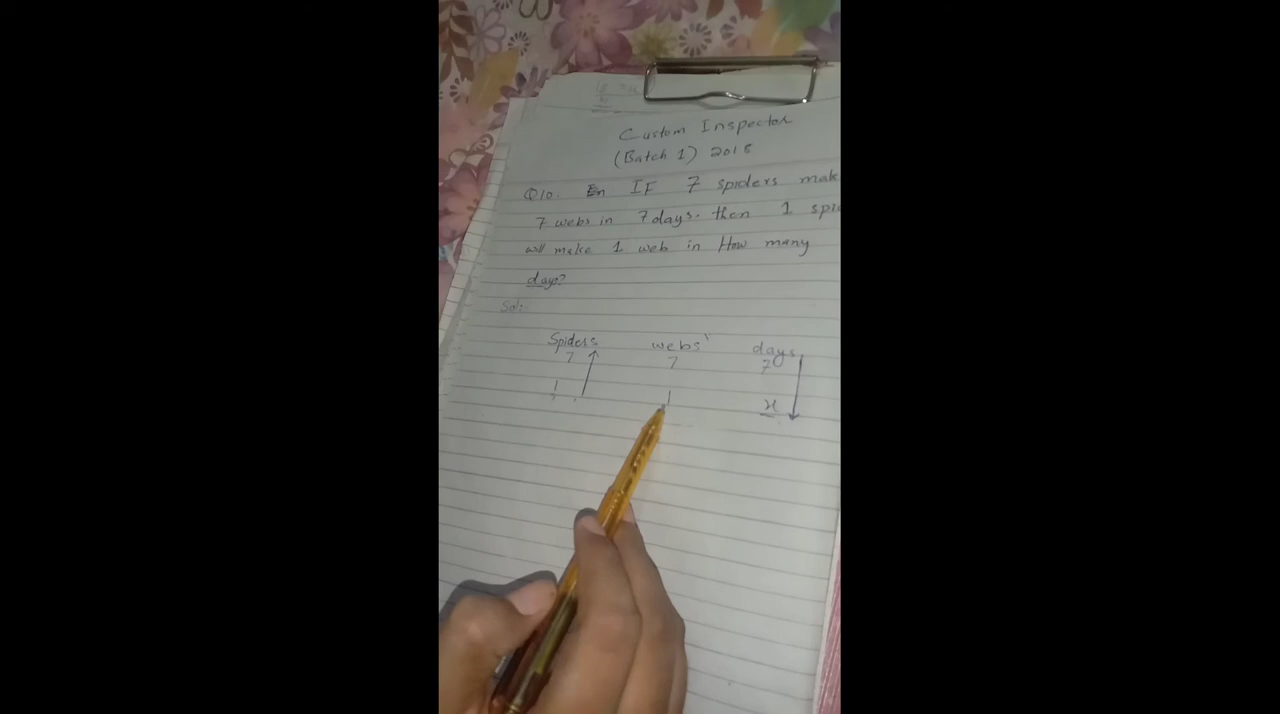 Custom Inspector
(Batch 1) 2018
Q10. En IF 7 spiders mak
7 webs in 7 days. then 1 spi
will make 1 web in How many
days?
Sol:-
Spiders webs days
7 7 7
1 1 x